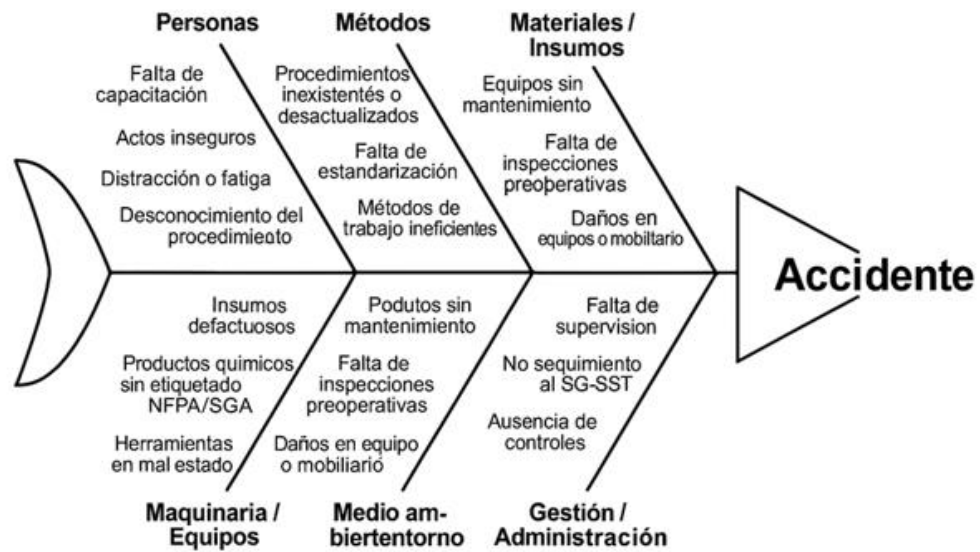 Personas
Falta de
capacitación
Actos inseguros
Distracción o fatiga
Desconocimiento del
procedimieoto
Métodos
Procedimientos
inexistentés o
desactualizados
Falta de
estandarización
Métodos de
trabajo ineficientes
Materiales /
Insumos
Equipos sin
mantenimiento
Falta de
inspecciones
preoperativas
Daños en
equipos o mobiltario
Accidente
Insumos
defactuosos
Productos quimicos
sin etiquetado
NFPA/SGA
Herramientas
en mal estado
Maquinaria /
Equipos
Podutos sin
mantenimiento
Falta de
inspecciones
preoperativas
Daños en equipo
o mobiliarió
Medio am-
biertentorno
Falta de
supervision
No sequimiento
al SG-SST
Ausencia de
controles
Gestión /
Administración